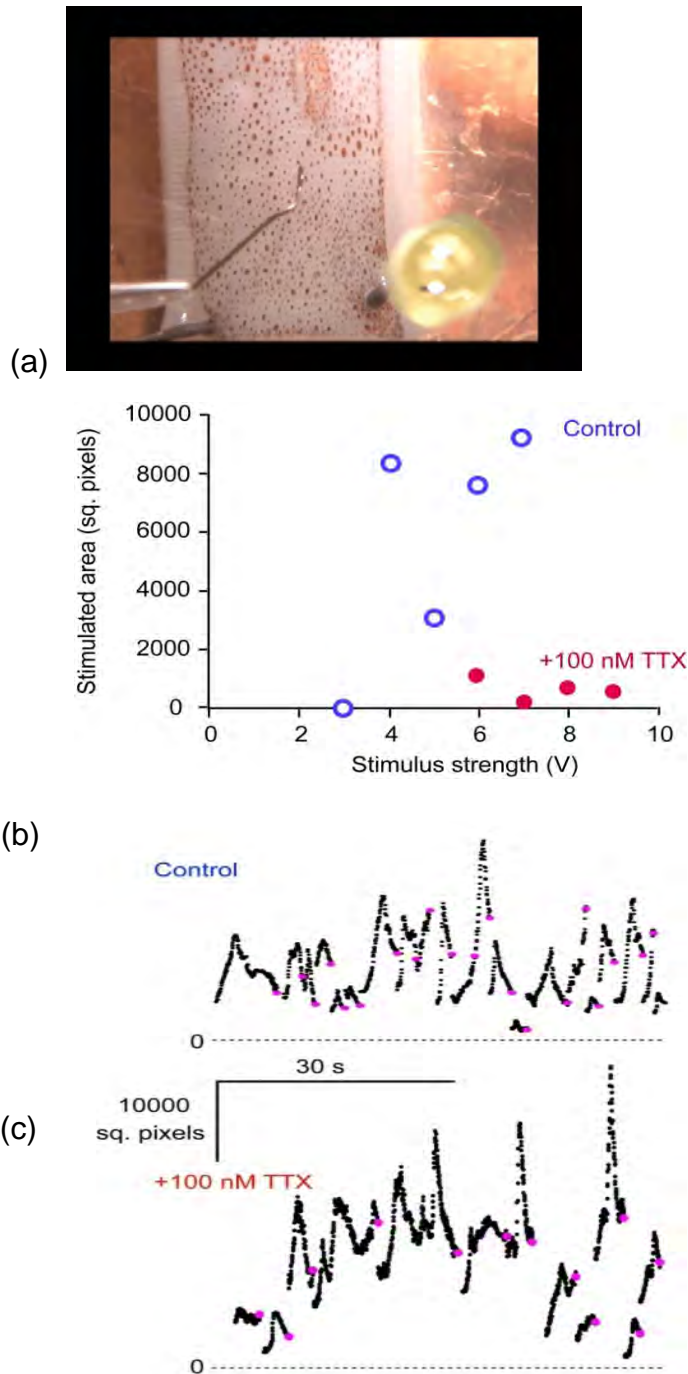 (a)
10000
8000
6000
4000
2000
0
Stimulated area (sq. pixels)
Control
+100 nM TTX
0 2 4 6 8 10
Stimulus strength (V)
(b)
Control
0
30 s
10000
sq. pixels
(c)
+100 nM TTX
0